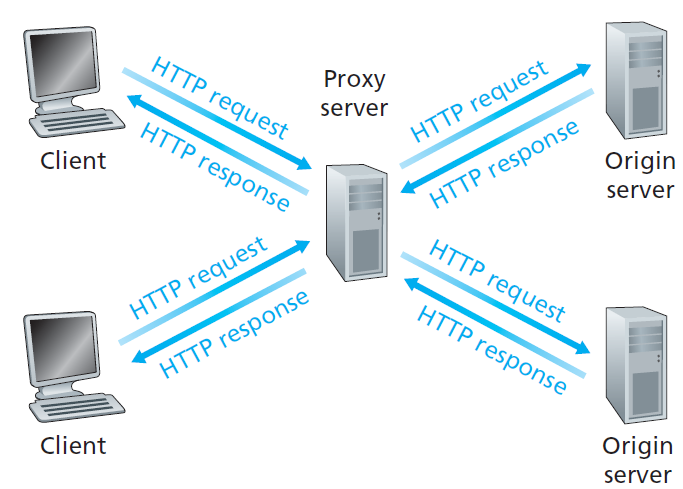 HTTP request
HTTP response
Client
Proxy
server
HTTP request
HTTP response
Origin
server
HTTP request
HTTP response
Client
HTTP request
HTTP response
Origin
server